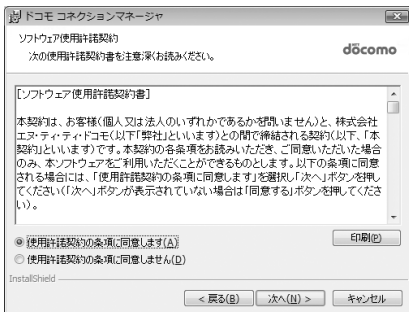 ドコモ コネクションマネージャ
ソフトウェア使用許諾契約
次の使用許諾契約書を注意深くお読みください。
döcomo
[ソフトウェア使用許諾契約書]
本契約は、お客様(個人又は法人のいずれかであるかを問いません)と、株式会社
エヌ・ティ・ティ・ドコモ(以下「弊社」といいます)との間で締結される契約(以下、「本
契約」といいます)です。本契約の各条項をお読みいただき、ご同意いただいた場合
のみ、本ソフトウェアをご利用いただくことができるものとします。以下の条項に同意
される場合には、「使用許諾契約の条項に同意します」を選択し「次へ」ボタンを押し
てください(「次へ」ボタンが表示されていない場合は「同意する」ボタンを押してくださ
い)。
使用許諾契約の条項に同意します(A)
印刷(P)
使用許諾契約の条項に同意しません(D)
InstallShield
< 戻る(B)
次へ(N) >
キャンセル